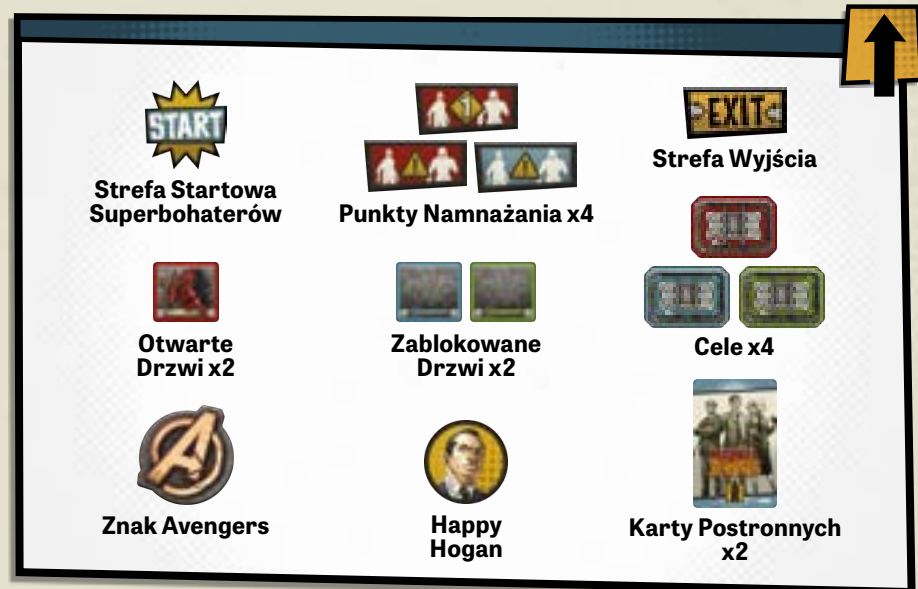 START
Strefa Startowa
Superbohaterów
1
Punkty Namnażania x4
EXIT
Strefa Wyjścia
Otwarte
Drzwi x2
Zablokowane
Drzwi x2
Cele x4
Znak Avengers
Happy
Hogan
Karty Postronnych
x2